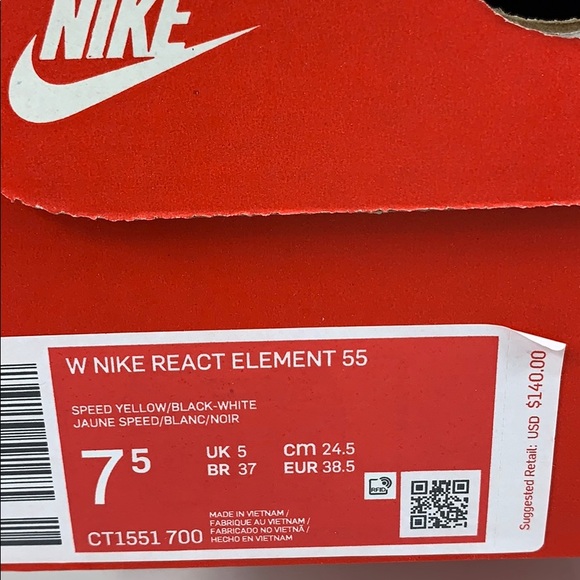 NIKE
W NIKE REACT ELEMENT 55
SPEED YELLOW/BLACK-WHITE
JAUNE SPEED/BLANC/NOIR
7 5
UK 5 cm 24.5
BR 37 EUR 38.5
RFID
CT1551 700
MADE IN VIETNAM /
FABRIQUE AU VIETNAM /
FABRICADO NO VIETNÃ /
HECHO EN VIETNAM
Suggested Retail: USD $140.00